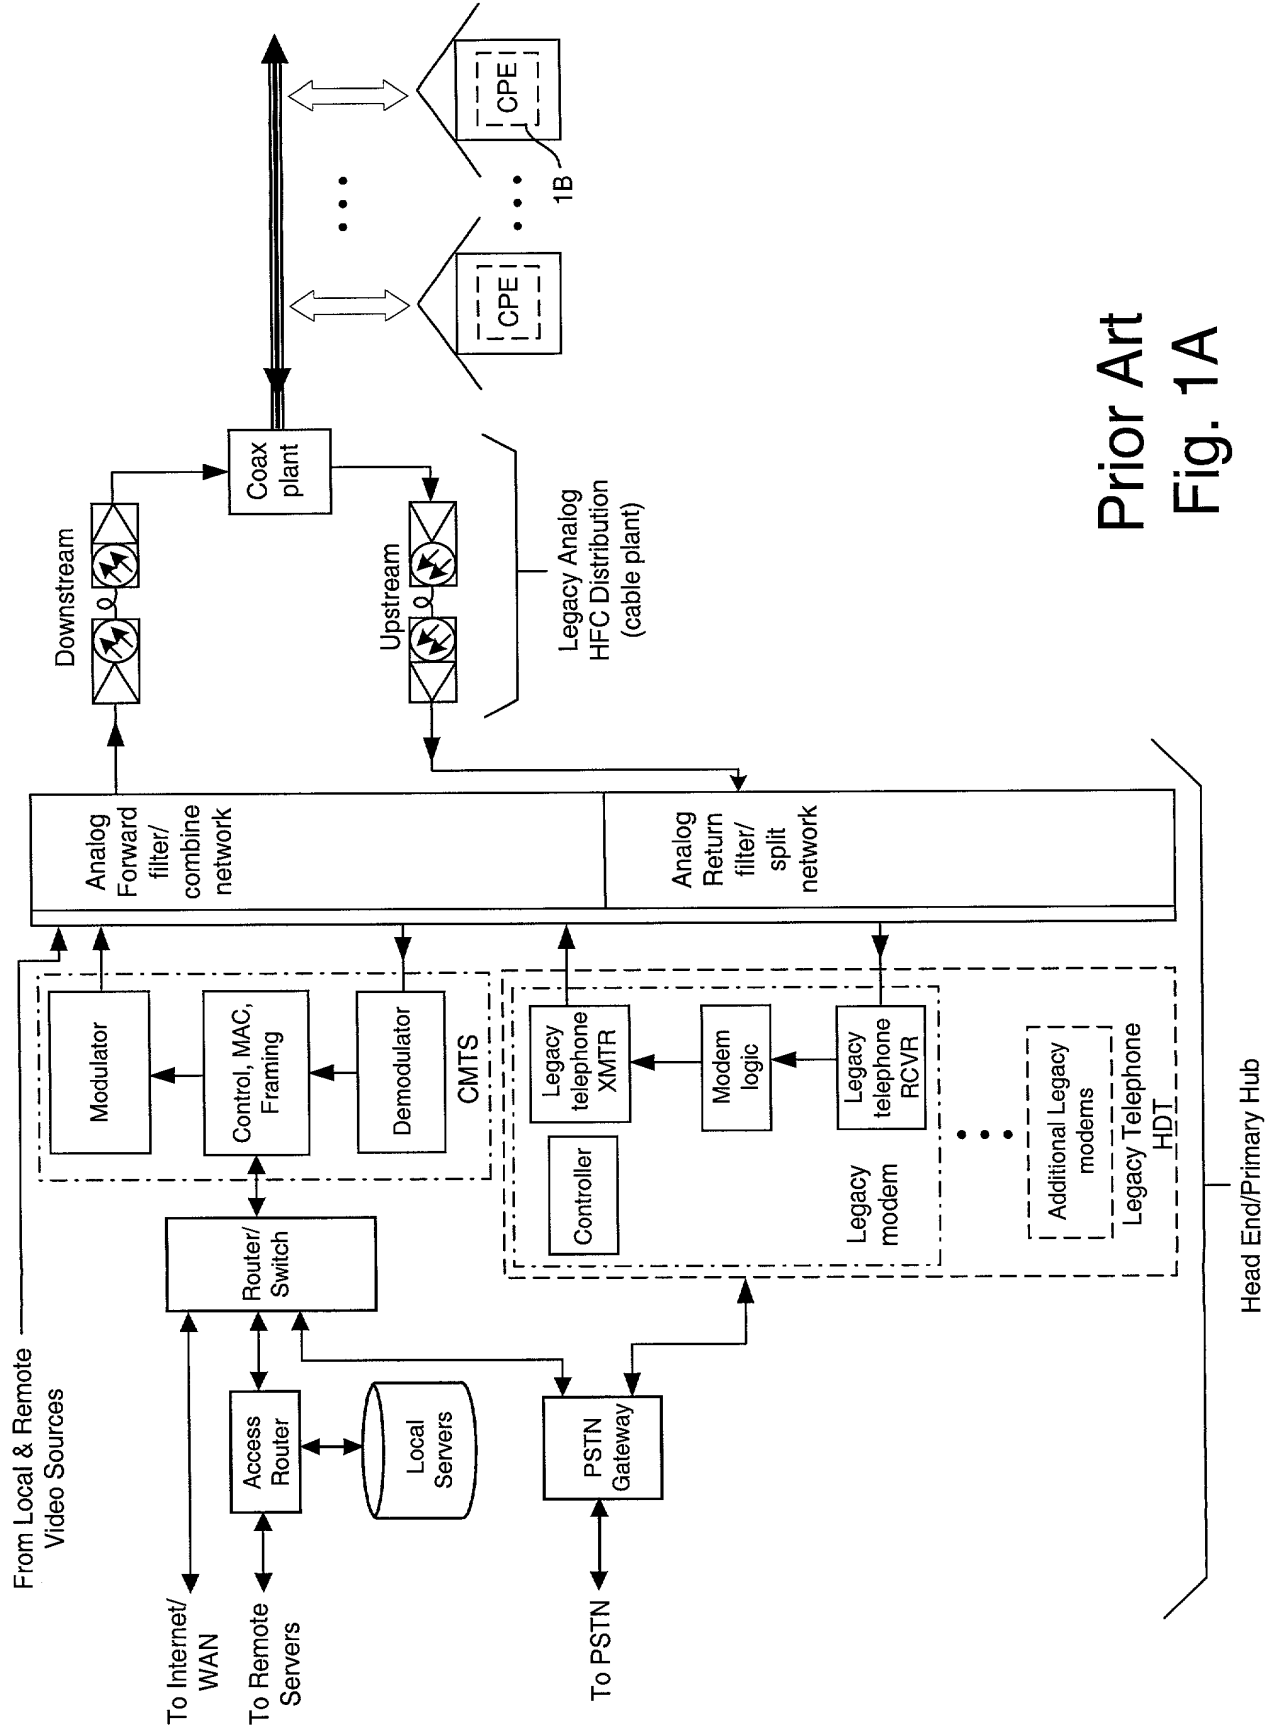 From Local & Remote
Video Sources
To Internet/
WAN
To Remote
Servers
To PSTN
Access
Router
Local
Servers
PSTN
Gateway
Router/
Switch
Modulator
Control, MAC,
Framing
Demodulator
CMTS
Controller
Legacy
telephone
XMTR
Modem
logic
Legacy
telephone
RCVR
Legacy
modem
Additional Legacy
modems
Legacy Telephone
HDT
Analog
Forward
filter/
combine
network
Analog
Return
filter/
split
network
Head End/Primary Hub
Downstream
Upstream
Coax
plant
Legacy Analog
HFC Distribution
(cable plant)
CPE
CPE
1B
Prior Art
Fig. 1A